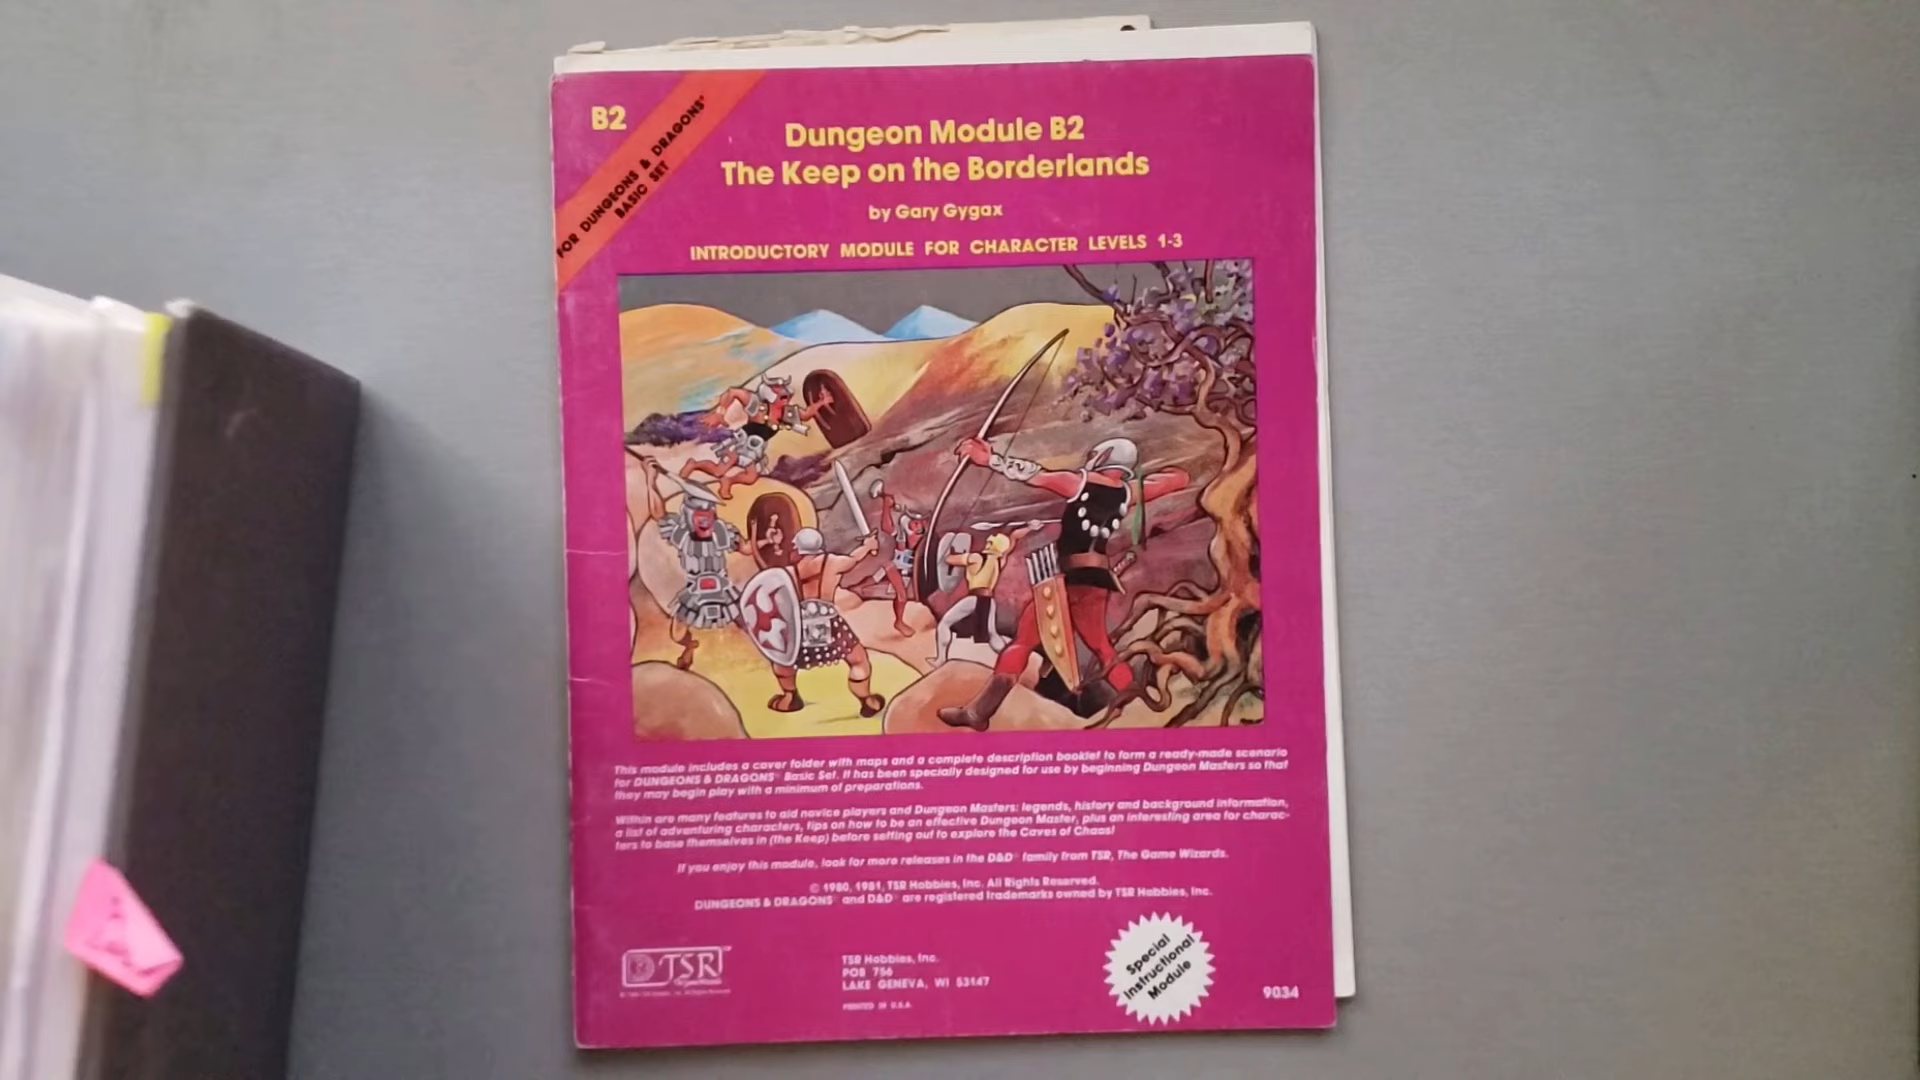 B2
FOR DUNGEONS & DRAGONS®
BASIC SET
Dungeon Module B2
The Keep on the Borderlands
by Gary Gygax
INTRODUCTORY MODULE FOR CHARACTER LEVELS 1-3
This module includes a cover folder with maps and a complete description booklet to form a ready-made scenario
for DUNGEONS & DRAGONS® Basic Set. It has been specially designed for use by beginning Dungeon Masters so that
they may begin play with a minimum of preparations.
Within are many features to aid novice players and Dungeon Masters: legends, history and background information,
a list of adventuring characters, tips on how to be an effective Dungeon Master, plus an interesting area for charac-
ters to base themselves in (the Keep) before setting out to explore the Caves of Chaos!
If you enjoy this module, look for more releases in the D&D® family from TSR, The Game Wizards.
© 1980, 1981, TSR Hobbies, Inc. All Rights Reserved.
DUNGEONS & DRAGONS® and D&D® are registered trademarks owned by TSR Hobbies, Inc.
TSR
The Game Wizards
TSR Hobbies, Inc.
POB 756
LAKE GENEVA, WI 53147
PRINTED IN U.S.A.
Special
Instructional
Module
9034